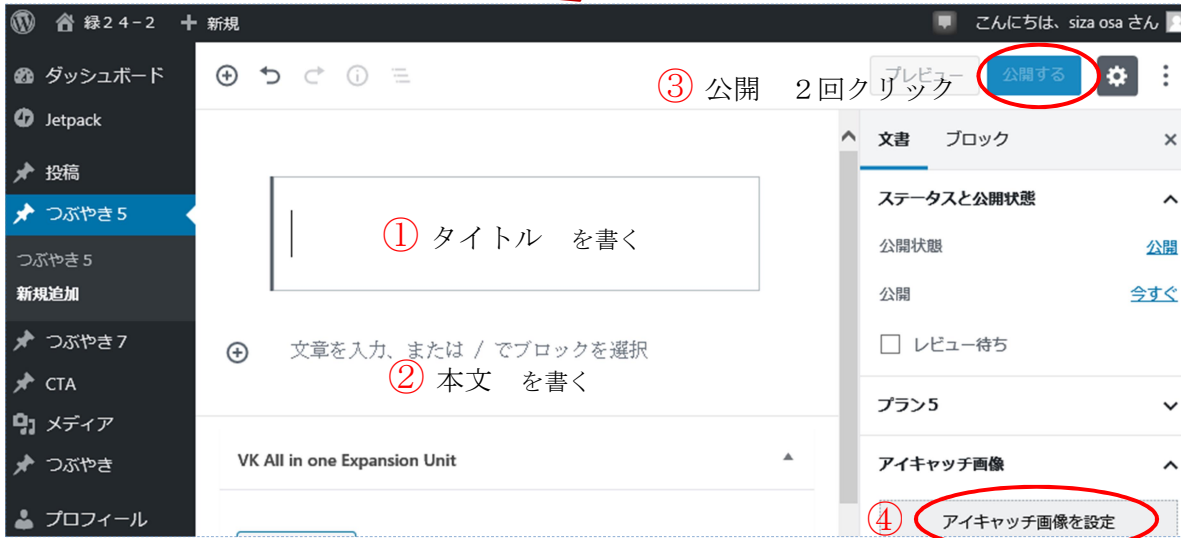 緑２４-２ 新規 こんにちは、siza osa さん
ダッシュボード
Jetpack
投稿
つぶやき５
つぶやき５
新規追加
つぶやき７
CTA
メディア
つぶやき
プロフィール
プレビュー 公開する
③ 公開 ２回クリック
① タイトル を書く
文章を入力、または / でブロックを選択
② 本文 を書く
VK All in one Expansion Unit
文書 ブロック
ステータスと公開状態
公開状態 公開
公開 今すぐ
レビュー待ち
プラン５
アイキャッチ画像
④ アイキャッチ画像を設定